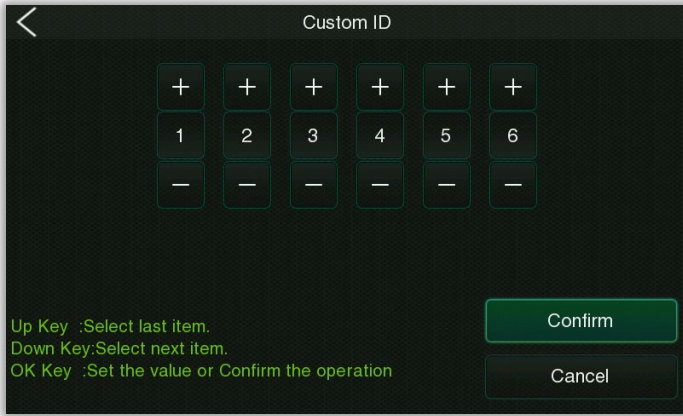 Custom ID
+ + + + + +
1 2 3 4 5 6
− − − − − −
Up Key :Select last item.
Down Key:Select next item.
OK Key :Set the value or Confirm the operation
Confirm
Cancel